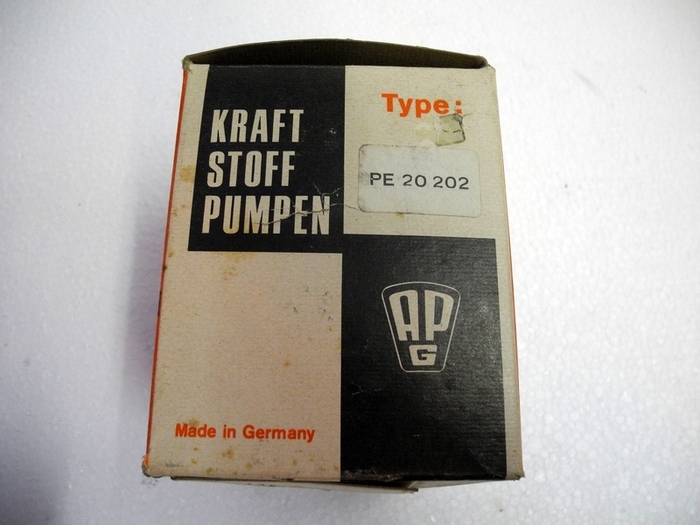 KRAFT
STOFF
PUMPEN
Type:
PE 20 202
APG
Made in Germany